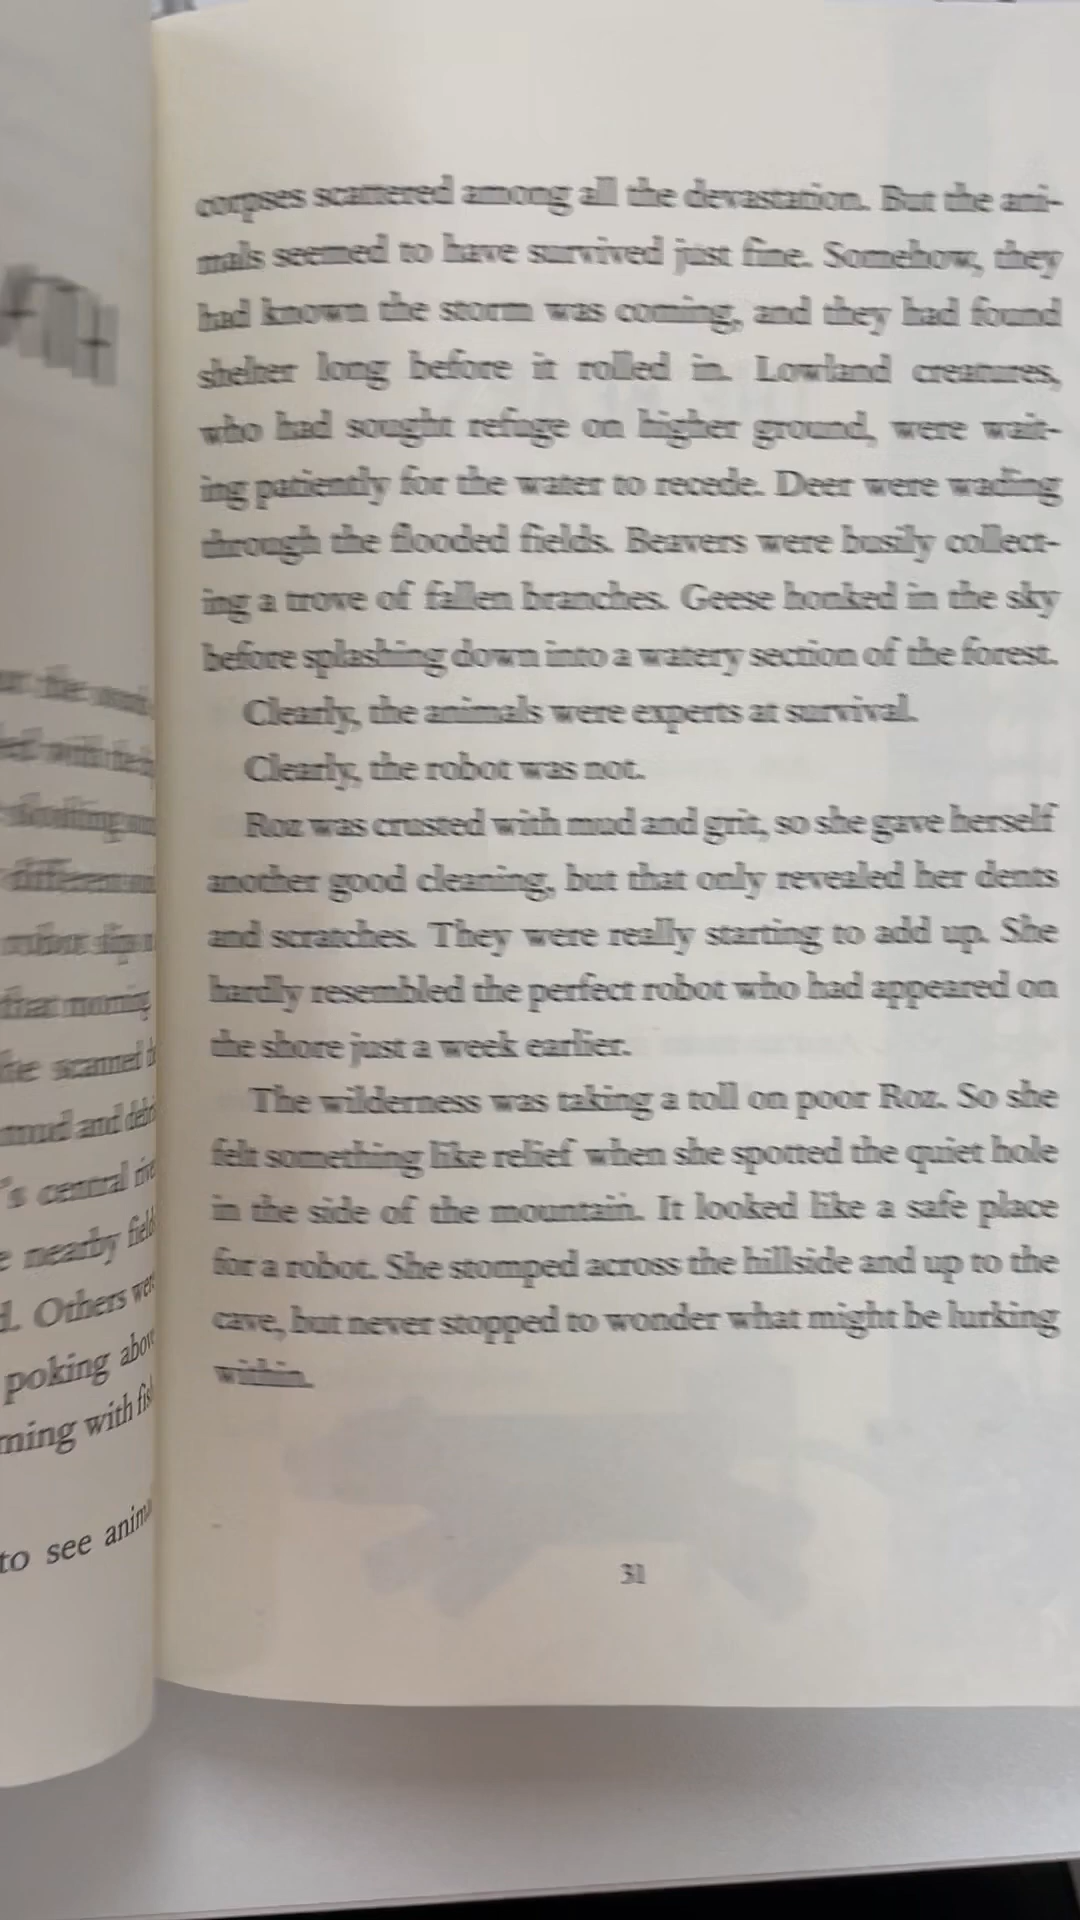 to see
poking
ming with
nearby
d. Others
corpses scattered among all the devastation. But the ani-
mals seemed to have survived just fine. Somehow, they
had known the storm was coming, and they had found
shelter long before it rolled in. Lowland creatures,
who had sought refuge on higher ground, were wait-
ing patiently for the water to recede. Deer were wading
through the flooded fields. Beavers were busily collect-
ing a trove of fallen branches. Geese honked in the sky
before splashing down into a watery section of the forest.
Clearly, the animals were experts at survival.
Clearly, the robot was not.
Roz was crusted with mud and grit, so she gave herself
another good cleaning, but that only revealed her dents
and scratches. They were really starting to add up. She
hardly resembled the perfect robot who had appeared on
the shore just a week earlier.
The wilderness was taking a toll on poor Roz. So she
felt something like relief when she spotted the quiet hole
in the side of the mountain. It looked like a safe place
for a robot. She stomped across the hillside and up to the
cave, but never stopped to wonder what might be lurking
within.
31